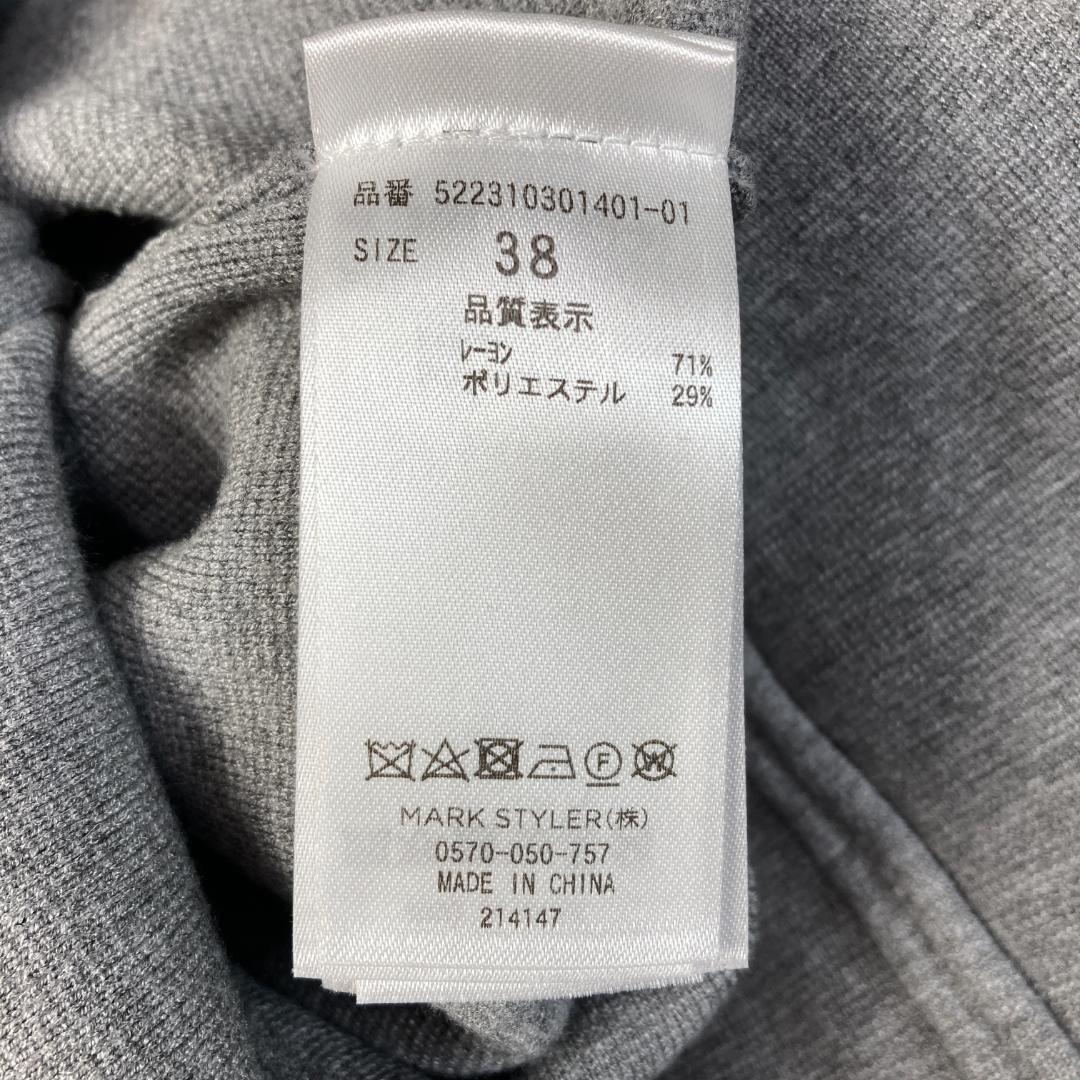 品番 522310301401-01
SIZE 38
品質表示
レーヨン 71%
ポリエステル 29%
F W
MARK STYLER(株)
0570-050-757
MADE IN CHINA
214147